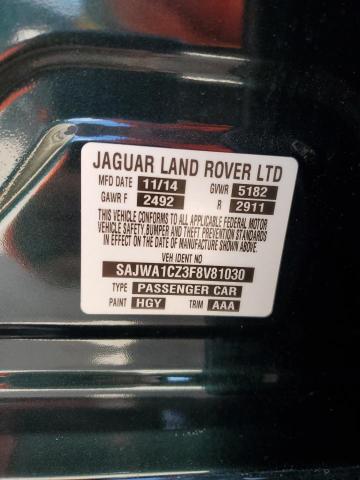 JAGUAR LAND ROVER LTD
MFD DATE 11/14 GVWR 5182
GAWR F 2492 R 2911
THIS VEHICLE CONFORMS TO ALL APPLICABLE FEDERAL MOTOR
VEHICLE SAFETY,BUMPER AND THEFT PREVENTION STANDARDS
IN EFFECT ON THE DATE OF MANUFACTURE SHOWN ABOVE.
VEH IDENT NO
SAJWA1CZ3F8V81030
TYPE PASSENGER CAR
PAINT HGY TRIM AAA